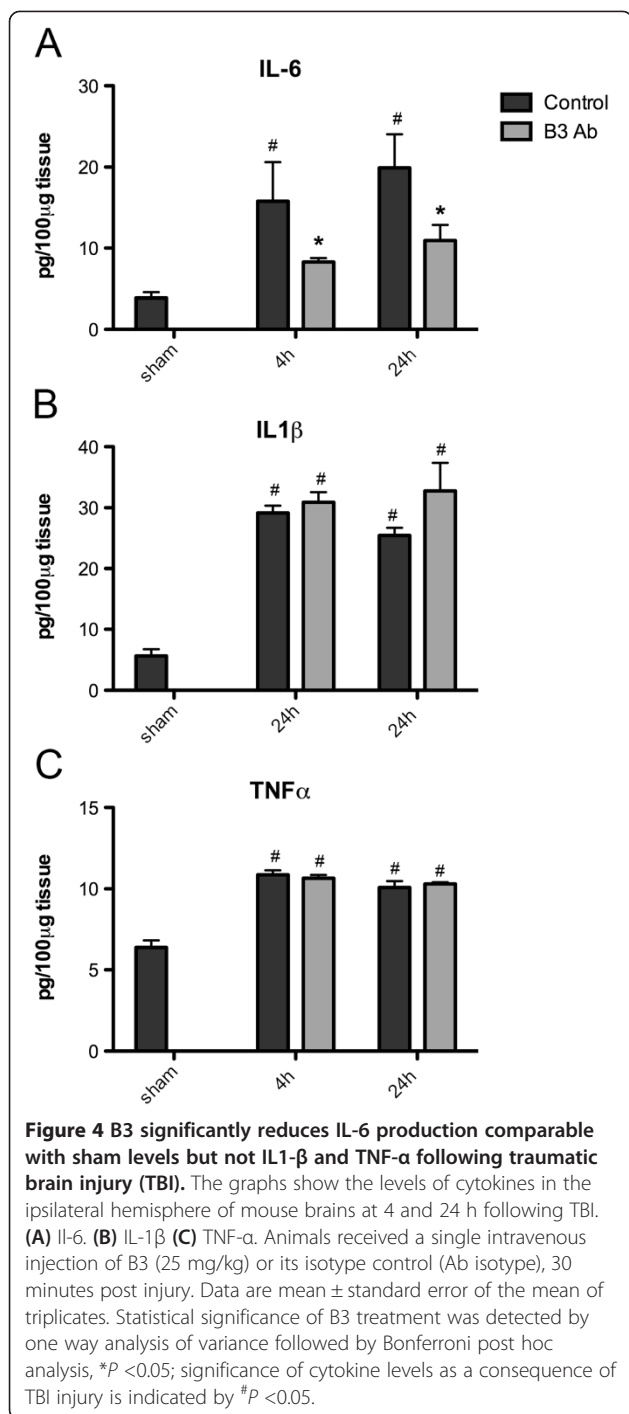 A
IL-6
Control
B3 Ab
pg/100µg tissue
30
20
10
0
#
*
#
*
sham
4h
24h
B
IL1β
pg/100µg tissue
40
30
20
10
0
#
#
#
#
sham
24h
24h
C
TNFα
pg/100µg tissue
15
10
5
0
#
#
#
#
sham
4h
24h
Figure 4 B3 significantly reduces IL-6 production comparable
with sham levels but not IL1-β and TNF-α following traumatic
brain injury (TBI). The graphs show the levels of cytokines in the
ipsilateral hemisphere of mouse brains at 4 and 24 h following TBI.
(A) Il-6. (B) IL-1β (C) TNF-α. Animals received a single intravenous
injection of B3 (25 mg/kg) or its isotype control (Ab isotype), 30
minutes post injury. Data are mean ± standard error of the mean of
triplicates. Statistical significance of B3 treatment was detected by
one way analysis of variance followed by Bonferroni post hoc
analysis, *P <0.05; significance of cytokine levels as a consequence of
TBI injury is indicated by #P <0.05.